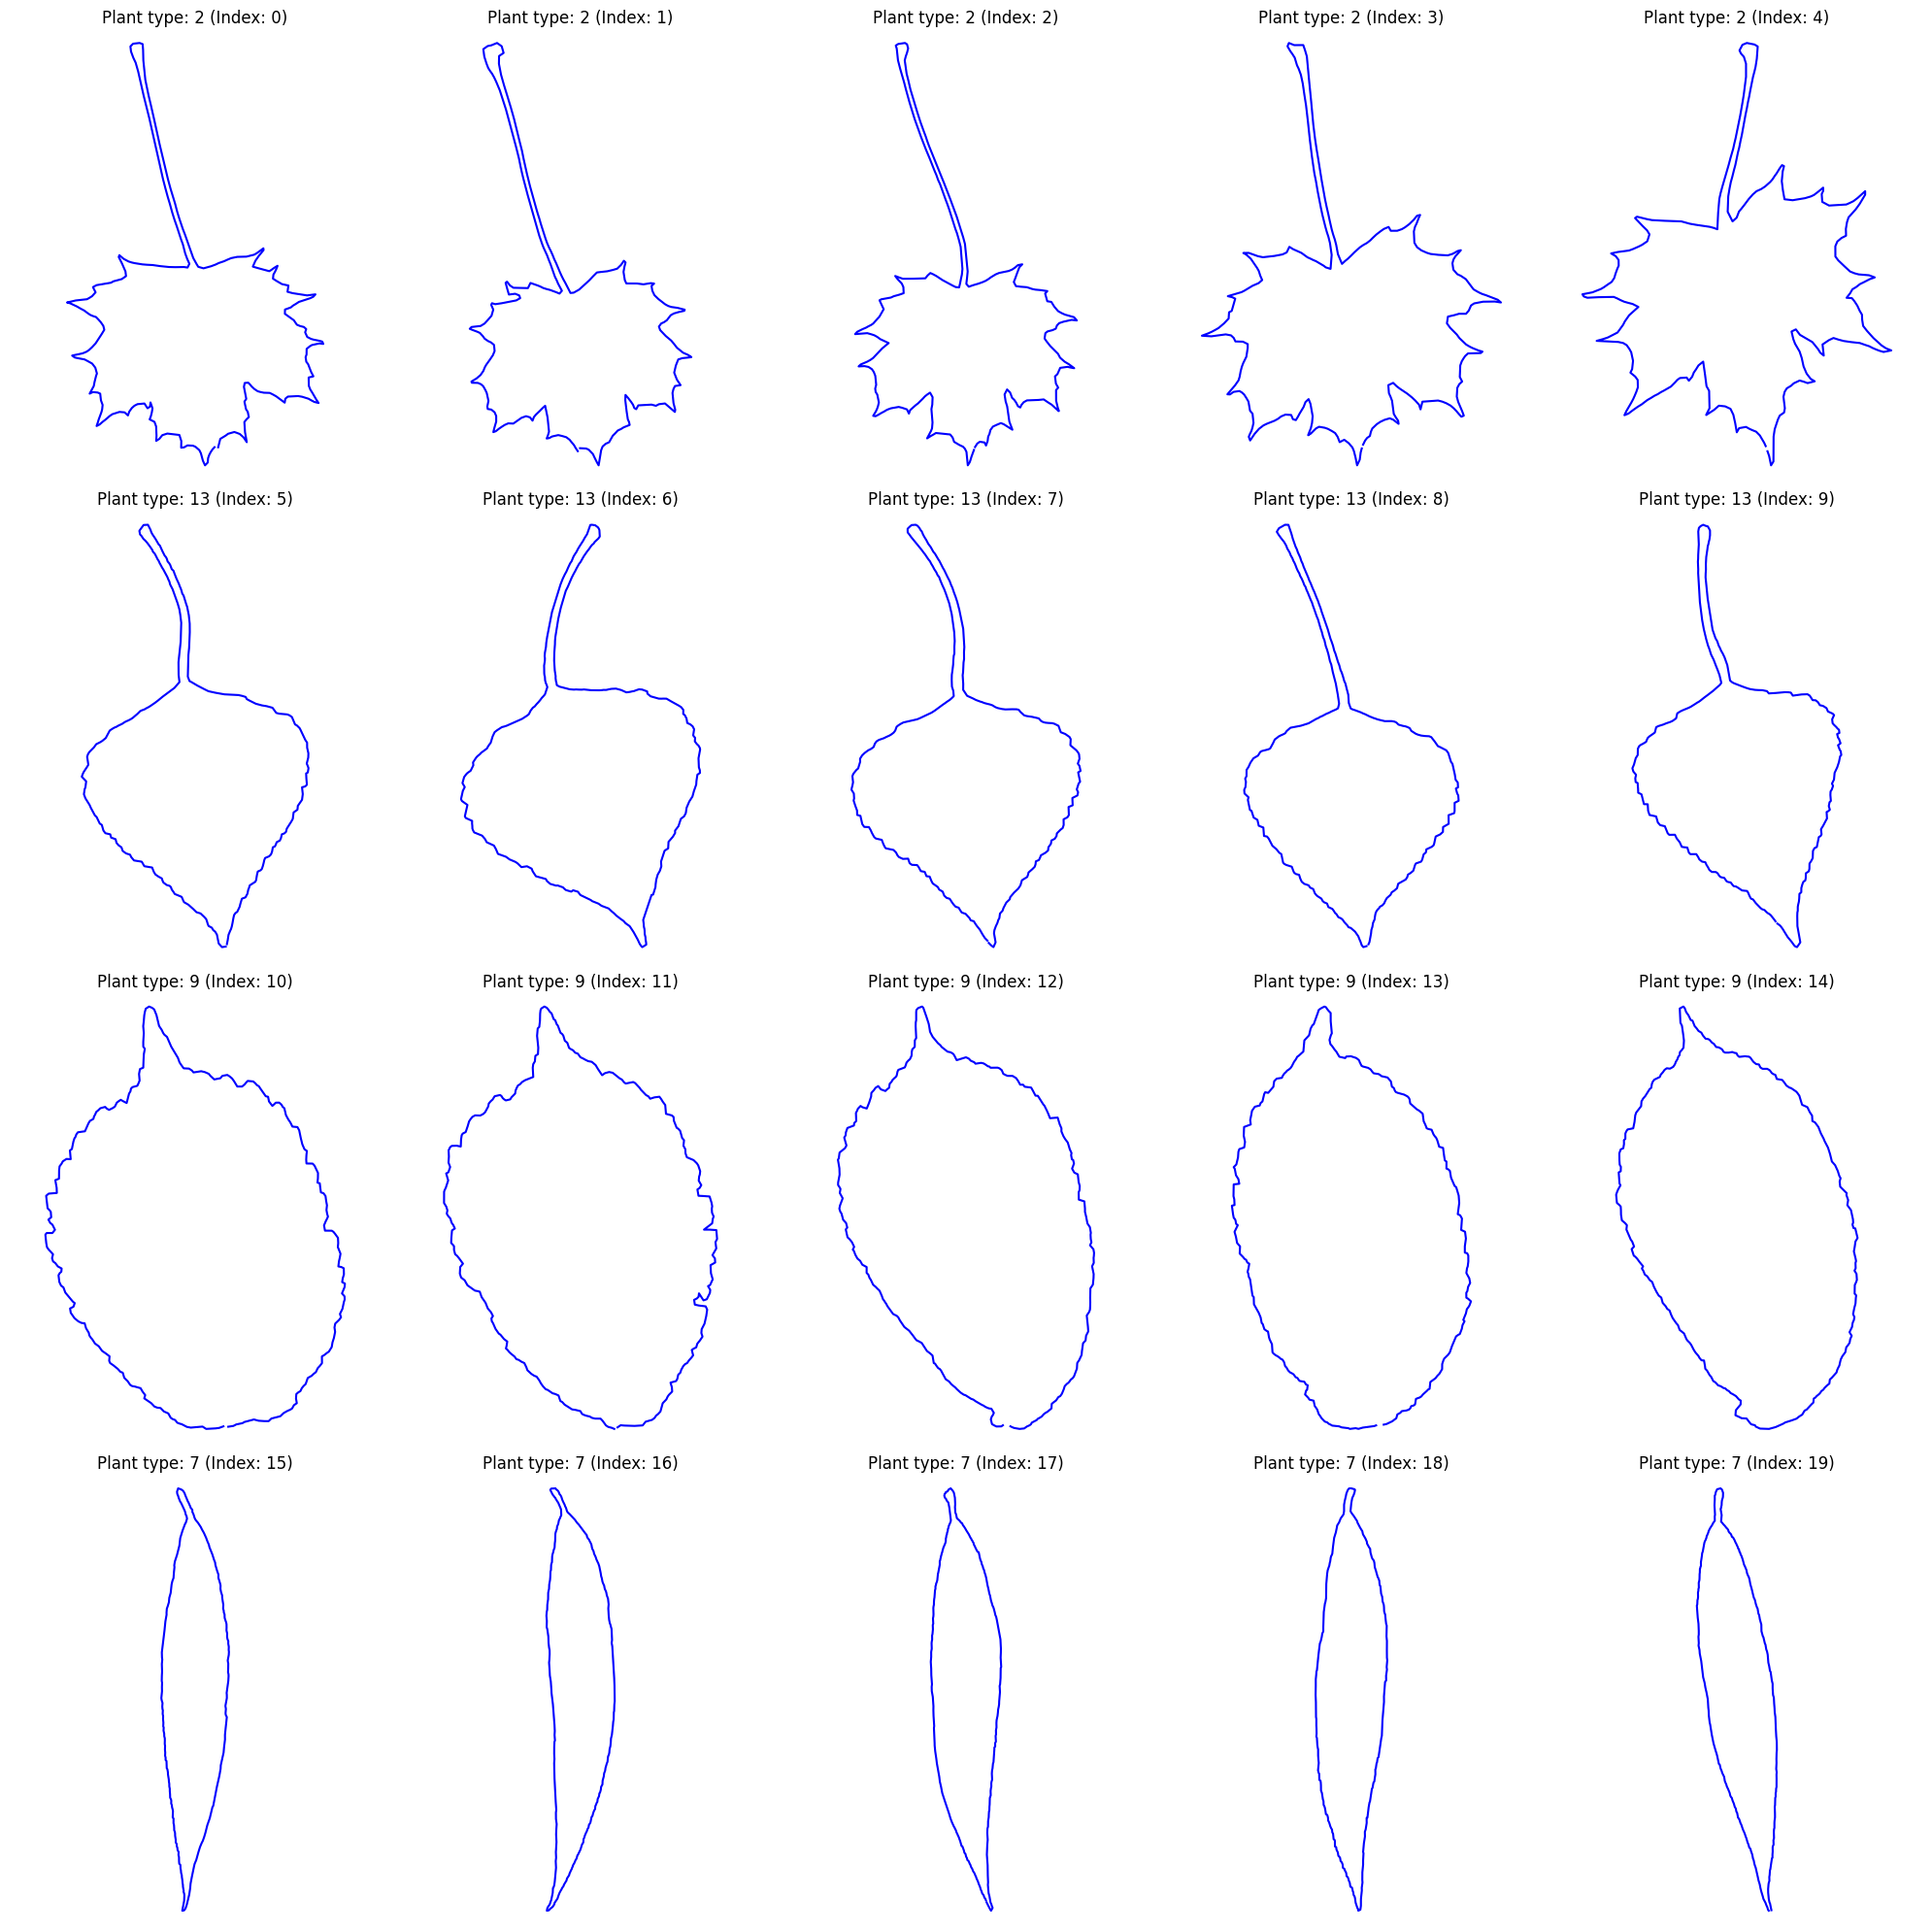 Plant type: 2 (Index: 0)
Plant type: 2 (Index: 1)
Plant type: 2 (Index: 2)
Plant type: 2 (Index: 3)
Plant type: 2 (Index: 4)
Plant type: 13 (Index: 5)
Plant type: 13 (Index: 6)
Plant type: 13 (Index: 7)
Plant type: 13 (Index: 8)
Plant type: 13 (Index: 9)
Plant type: 9 (Index: 10)
Plant type: 9 (Index: 11)
Plant type: 9 (Index: 12)
Plant type: 9 (Index: 13)
Plant type: 9 (Index: 14)
Plant type: 7 (Index: 15)
Plant type: 7 (Index: 16)
Plant type: 7 (Index: 17)
Plant type: 7 (Index: 18)
Plant type: 7 (Index: 19)